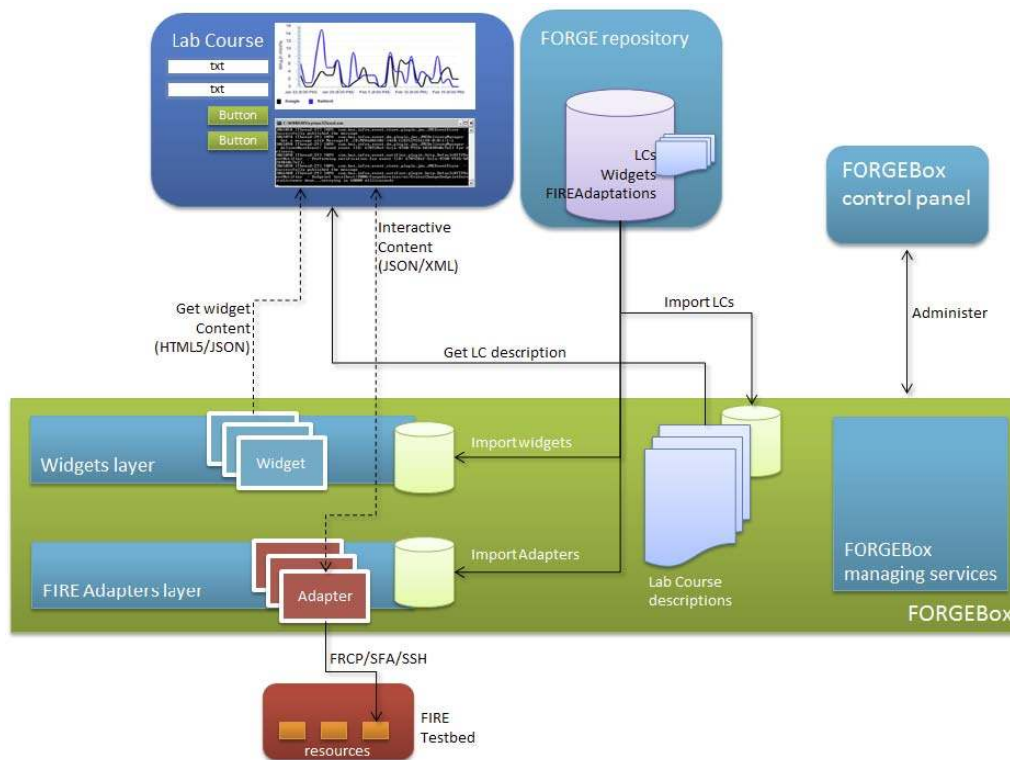 Lab Course
txt
txt
Button
Button
FORGE repository
LCs
Widgets
FIREAdaptations
FORGEBox
control panel
Interactive
Content
(JSON/XML)
Get widget
Content
(HTML5/JSON)
Import LCs
Administer
Get LC description
Widgets layer
Widget
Import widgets
FIRE Adapters layer
Adapter
Import Adapters
Lab Course
descriptions
FORGEBox
managing services
FORGEBox
FRCP/SFA/SSH
FIRE
Testbed
resources